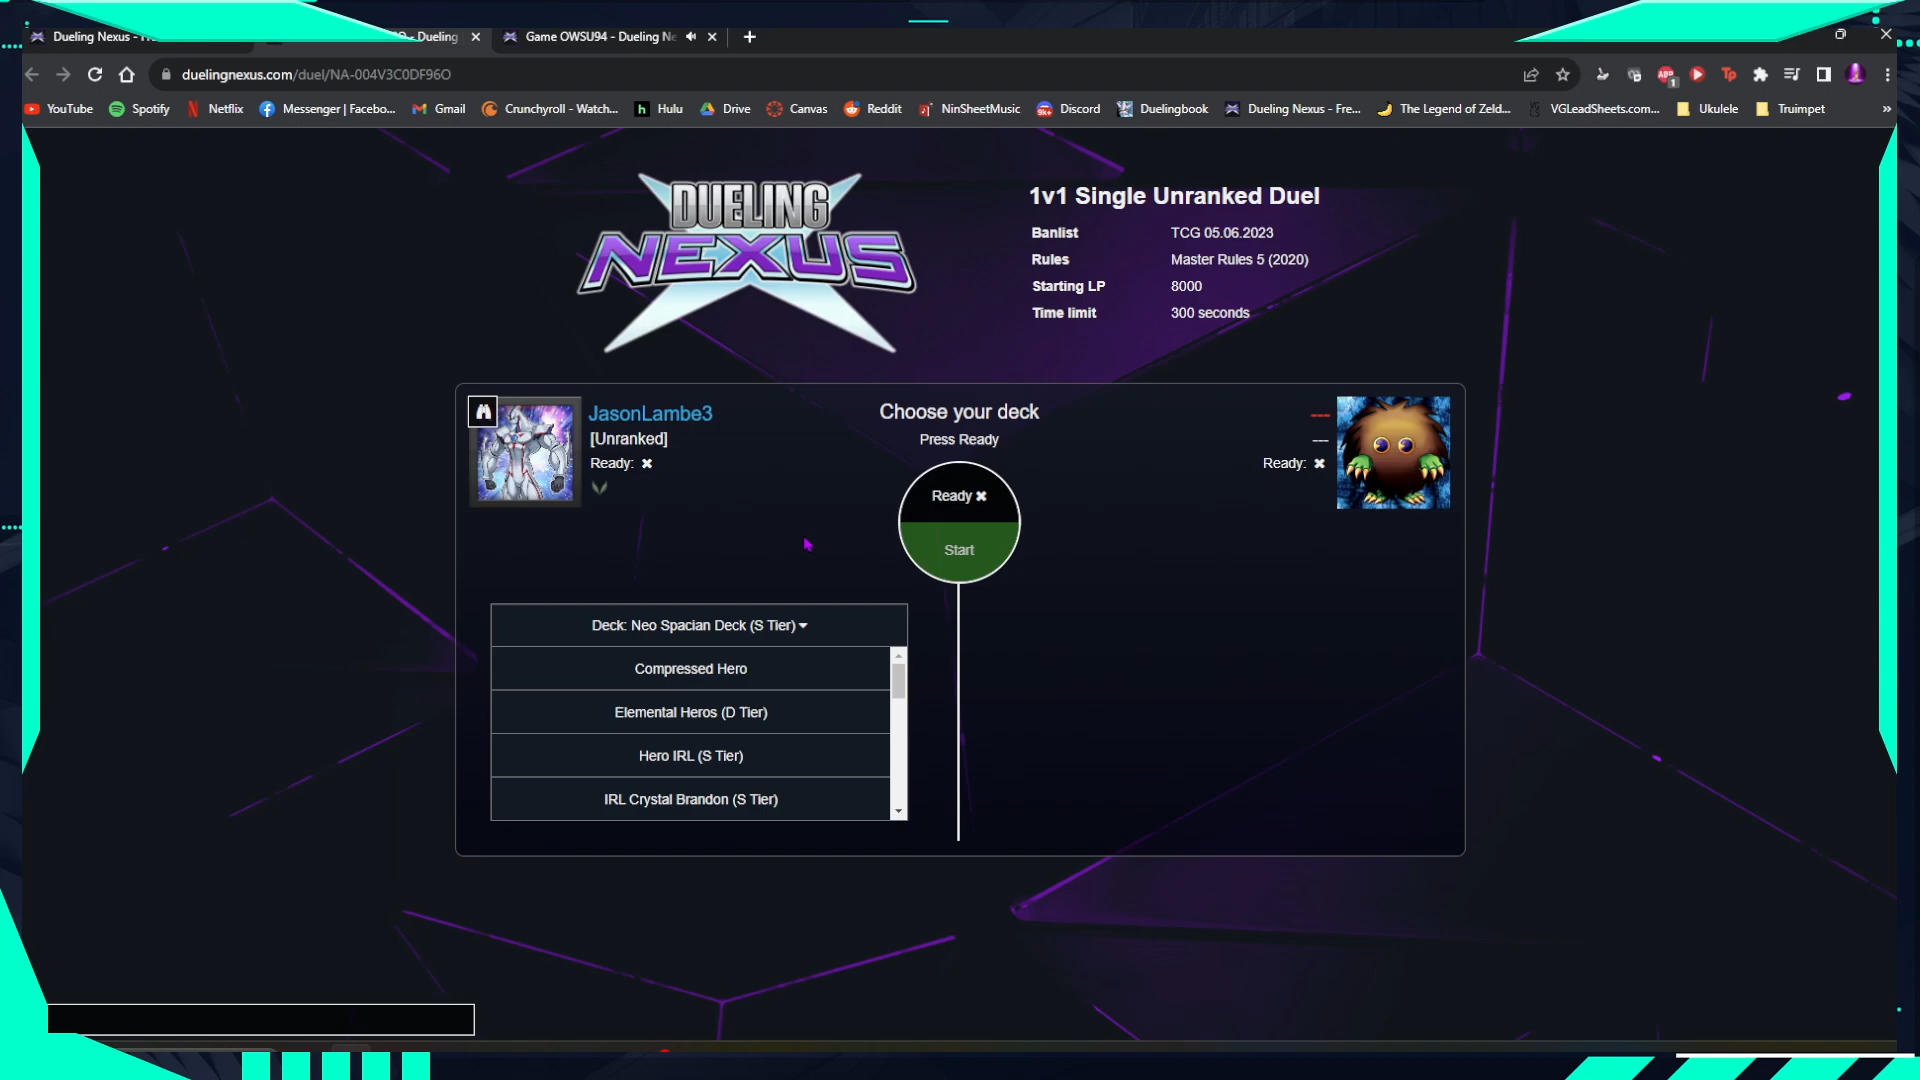 Dueling Nexus - Fr
Dueling
Game OWSU94 - Dueling Ne
duelingnexus.com/duel/NA-004V3C0DF96O
YouTube
Spotify
Netflix
Messenger | Facebo...
Gmail
Crunchyroll - Watch...
Hulu
Drive
Canvas
Reddit
NinSheetMusic
Discord
Duelingbook
Dueling Nexus - Fre...
The Legend of Zeld...
VGLeadSheets.com...
Ukulele
Truimpet
DUELING
NEXUS
1v1 Single Unranked Duel
Banlist TCG 05.06.2023
Rules Master Rules 5 (2020)
Starting LP 8000
Time limit 300 seconds
JasonLambe3
[Unranked]
Ready: ✖
Choose your deck
Press Ready
Ready ✖
Start
---
---
Ready: ✖
Deck: Neo Spacian Deck (S Tier)
Compressed Hero
Elemental Heros (D Tier)
Hero IRL (S Tier)
IRL Crystal Brandon (S Tier)